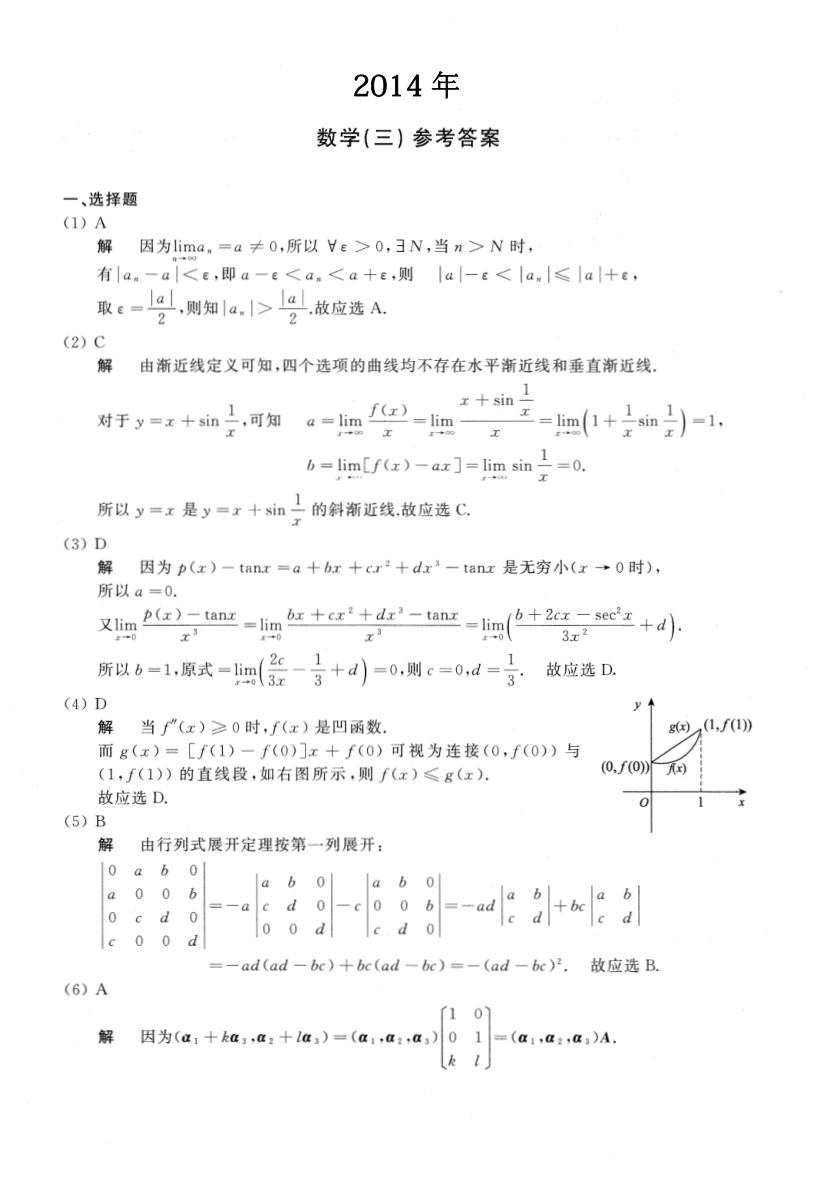 2014 年
数学(三) 参考答案
一、选择题
(1) A
解 因为 lim_{n→∞} a_n = a ≠ 0,所以 ∀ε > 0,∃N,当 n > N 时,
有 |a_n − a| < ε,即 a − ε < a_n < a + ε,则 |a| − ε < |a_n| ≤ |a| + ε,
取 ε = |a|/2,则知 |a_n| > |a|/2.故应选 A.
(2) C
解 由渐近线定义可知,四个选项的曲线均不存在水平渐近线和垂直渐近线.
对于 y = x + sin 1/x,可知 a = lim_{x→∞} f(x)/x = lim_{x→∞} (x + sin 1/x)/x = lim_{x→∞}(1 + 1/x sin 1/x) = 1,
b = lim_{x→∞}[f(x) − ax] = lim_{x→∞} sin 1/x = 0.
所以 y = x 是 y = x + sin 1/x 的斜渐近线.故应选 C.
(3) D
解 因为 p(x) − tanx = a + bx + cx² + dx³ − tanx 是无穷小(x → 0 时),
所以 a = 0.
又 lim_{x→0} (p(x) − tanx)/x³ = lim_{x→0} (bx + cx² + dx³ − tanx)/x³ = lim_{x→0}((b + 2cx − sec²x)/3x² + d).
所以 b = 1,原式 = lim_{x→0}(2c/3x − 1/3 + d) = 0,则 c = 0,d = 1/3. 故应选 D.
(4) D
解 当 f″(x) ≥ 0 时,f(x) 是凹函数.
而 g(x) = [f(1) − f(0)]x + f(0) 可视为连接(0,f(0)) 与
(1,f(1)) 的直线段,如右图所示,则 f(x) ≤ g(x).
故应选 D.
y
g(x) (1,f(1))
(0,f(0)) f(x)
O 1 x
(5) B
解 由行列式展开定理按第一列展开:
|0 a b 0; a 0 0 b; 0 c d 0; c 0 0 d| = −a |a b 0; c d 0; 0 0 d| − c |a b 0; 0 0 b; c d 0| = −ad |a b; c d| + bc |a b; c d|
= −ad(ad − bc) + bc(ad − bc) = −(ad − bc)². 故应选 B.
(6) A
解 因为(α₁ + kα₃,α₂ + lα₃) = (α₁,α₂,α₃)[1 0; 0 1; k l] = (α₁,α₂,α₃)A.